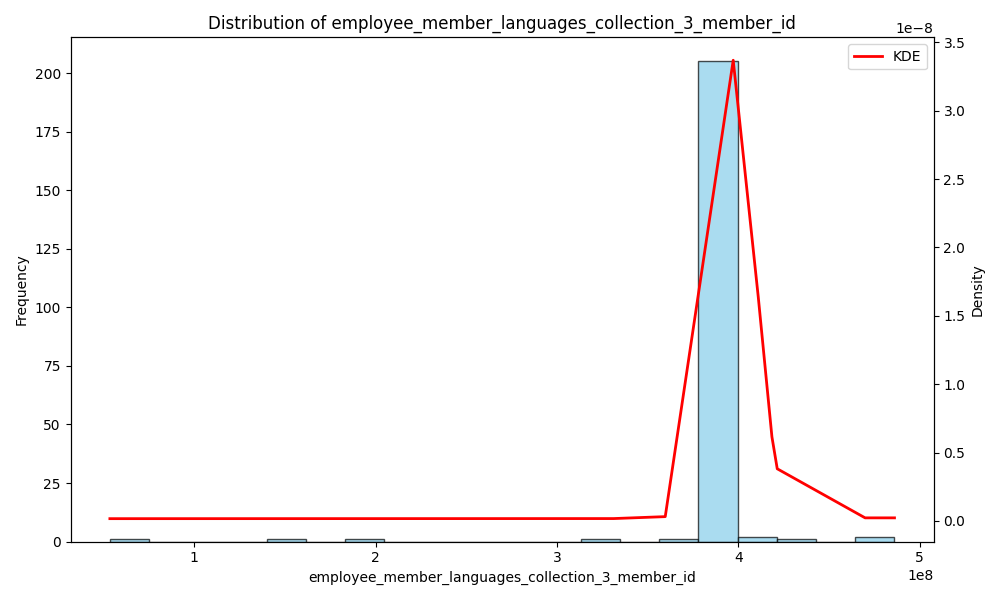 Distribution of employee_member_languages_collection_3_member_id
1e−8
KDE
Frequency
200
175
150
125
100
75
50
25
0
3.5
3.0
2.5
2.0
1.5
1.0
0.5
0.0
Density
1 2 3 4 5
1e8
employee_member_languages_collection_3_member_id